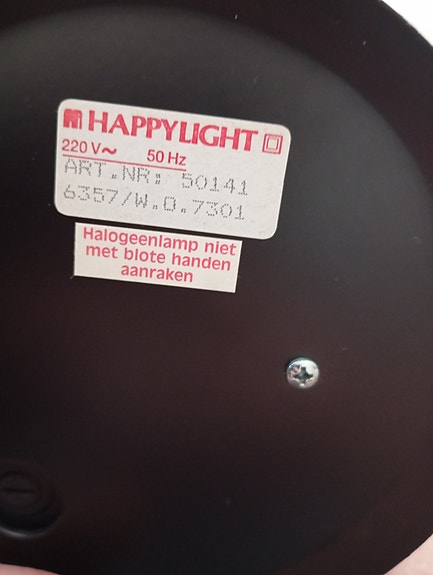 HAPPYLIGHT
220 V~ 50 Hz
ART.NR: 50141
6357/W.O.7301
Halogeenlamp niet
met blote handen
aanraken